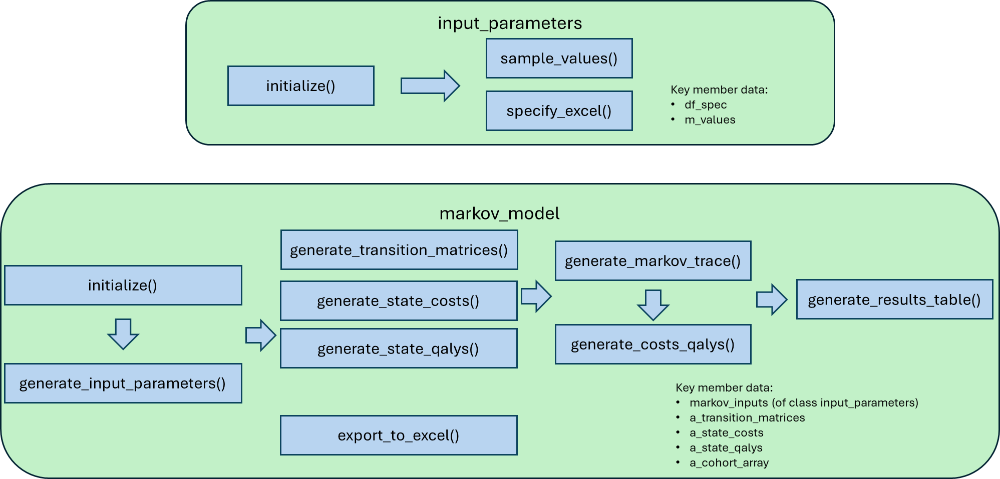 input_parameters
initialize()
sample_values()
specify_excel()
Key member data:
• df_spec
• m_values
markov_model
initialize()
generate_input_parameters()
generate_transition_matrices()
generate_state_costs()
generate_state_qalys()
export_to_excel()
generate_markov_trace()
generate_costs_qalys()
generate_results_table()
Key member data:
• markov_inputs (of class input_parameters)
• a_transition_matrices
• a_state_costs
• a_state_qalys
• a_cohort_array